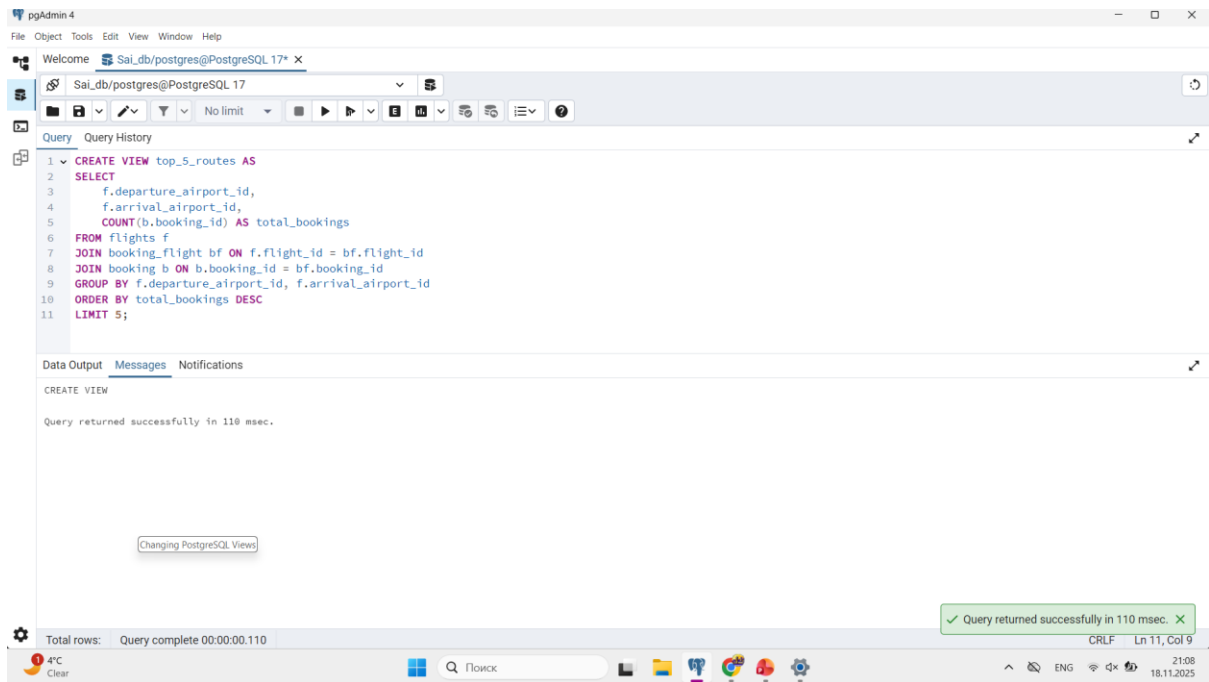 pgAdmin 4
File Object Tools Edit View Window Help
Welcome Sai_db/postgres@PostgreSQL 17*
Sai_db/postgres@PostgreSQL 17
No limit
E
Query Query History
1 CREATE VIEW top_5_routes AS
2 SELECT
3 f.departure_airport_id,
4 f.arrival_airport_id,
5 COUNT(b.booking_id) AS total_bookings
6 FROM flights f
7 JOIN booking_flight bf ON f.flight_id = bf.flight_id
8 JOIN booking b ON b.booking_id = bf.booking_id
9 GROUP BY f.departure_airport_id, f.arrival_airport_id
10 ORDER BY total_bookings DESC
11 LIMIT 5;
Data Output Messages Notifications
CREATE VIEW
Query returned successfully in 110 msec.
Changing PostgreSQL Views
Query returned successfully in 110 msec.
Total rows: Query complete 00:00:00.110 CRLF Ln 11, Col 9
1 4°C
Clear
Поиск
ENG
21:08
18.11.2025